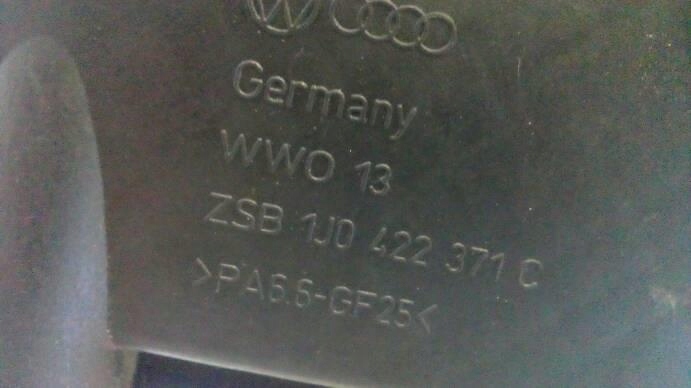 Germany
WWO 13
ZSB 1J0 422 371 C
>PA6.6-GF25<